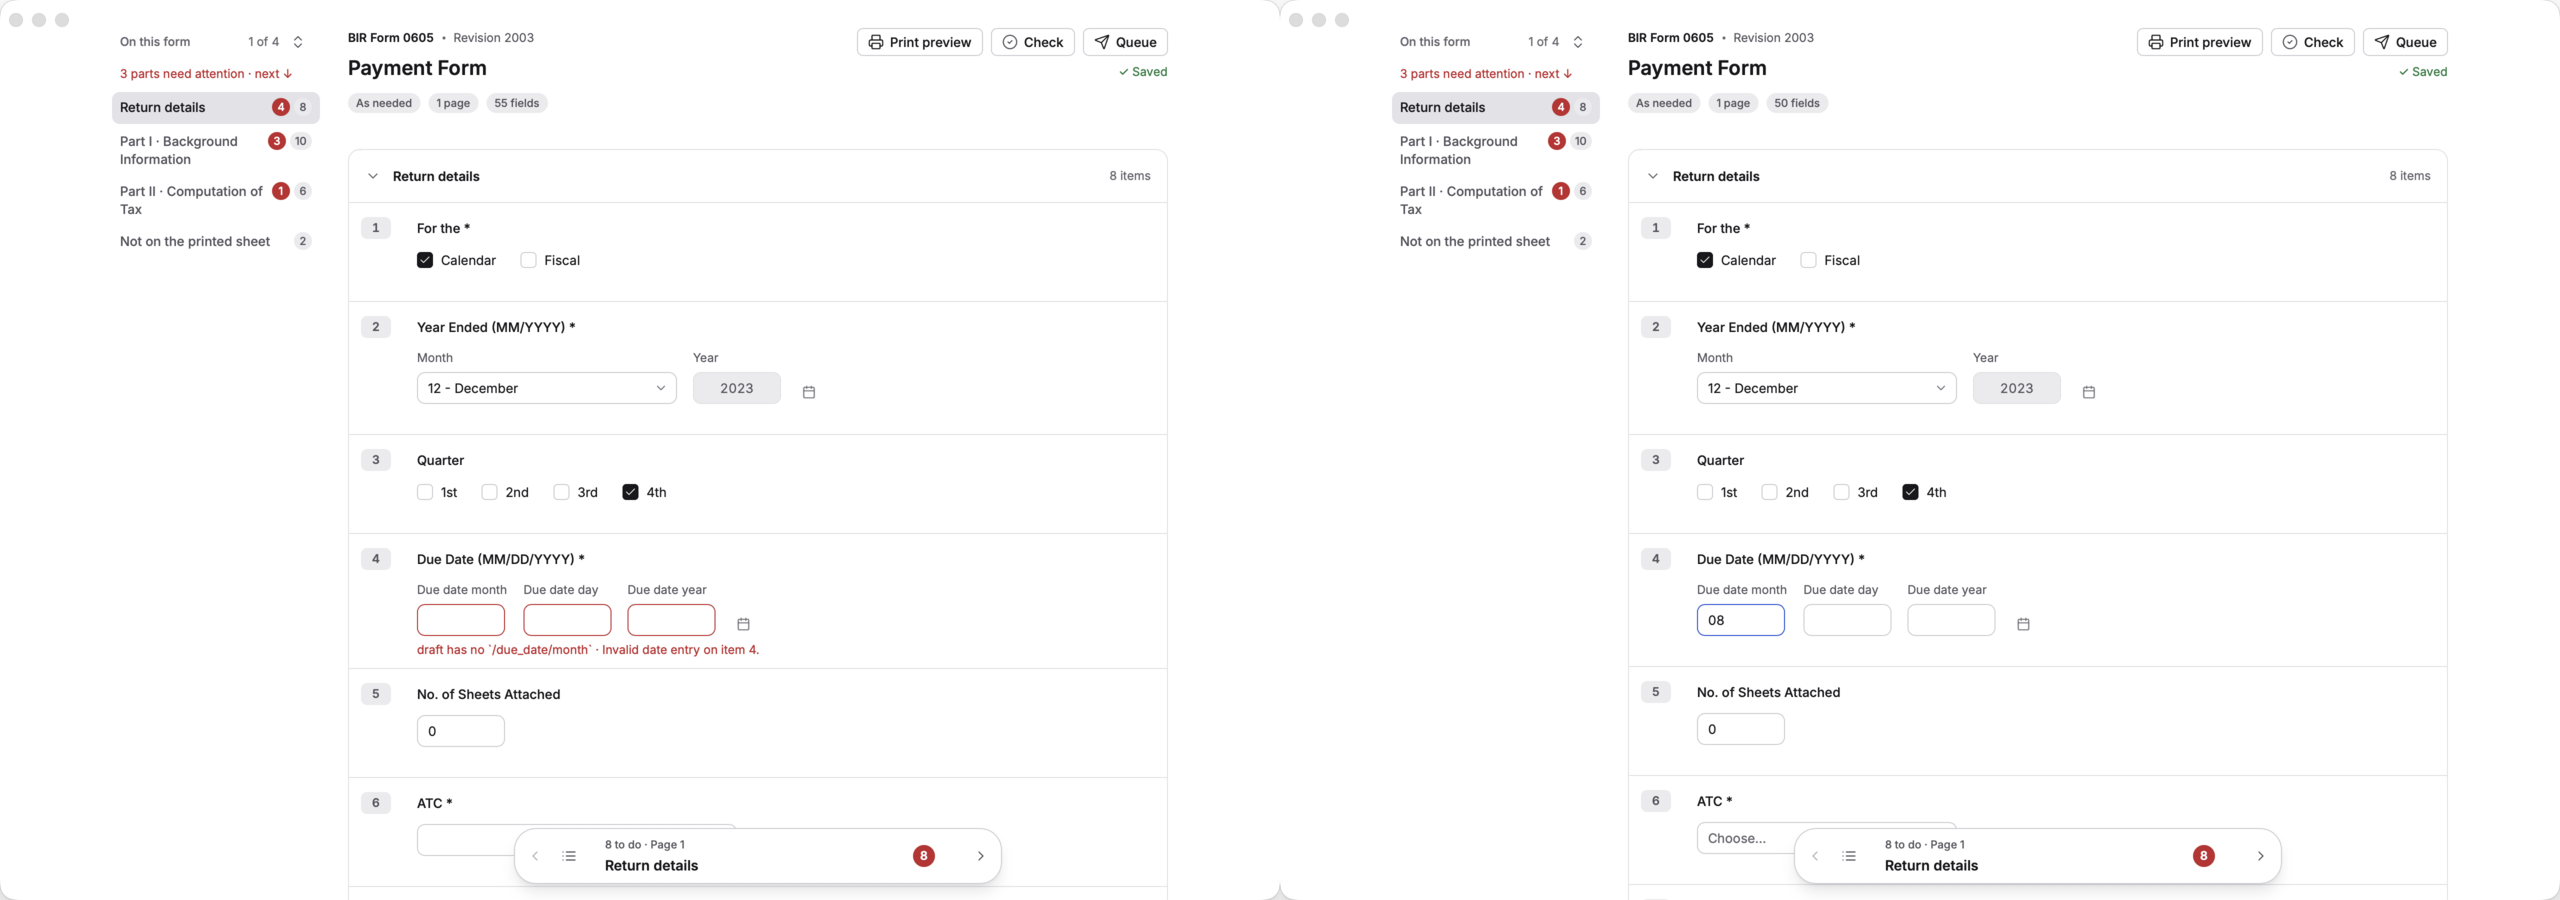 On this form 1 of 4
3 parts need attention · next ↓
Return details 4 8
Part I · Background Information 3 10
Part II · Computation of Tax 1 6
Not on the printed sheet 2
BIR Form 0605 • Revision 2003
Payment Form
As needed 1 page 55 fields
Print preview Check Queue
✓ Saved
Return details 8 items
1 For the *
Calendar Fiscal
2 Year Ended (MM/YYYY) *
Month Year
12 - December 2023
3 Quarter
1st 2nd 3rd 4th
4 Due Date (MM/DD/YYYY) *
Due date month Due date day Due date year
draft has no `/due_date/month` · Invalid date entry on item 4.
5 No. of Sheets Attached
0
6 ATC *
8 to do · Page 1
Return details 8
On this form 1 of 4
3 parts need attention · next ↓
Return details 4 8
Part I · Background Information 3 10
Part II · Computation of Tax 1 6
Not on the printed sheet 2
BIR Form 0605 • Revision 2003
Payment Form
As needed 1 page 50 fields
Print preview Check Queue
✓ Saved
Return details 8 items
1 For the *
Calendar Fiscal
2 Year Ended (MM/YYYY) *
Month Year
12 - December 2023
3 Quarter
1st 2nd 3rd 4th
4 Due Date (MM/DD/YYYY) *
Due date month Due date day Due date year
08
5 No. of Sheets Attached
0
6 ATC *
Choose...
8 to do · Page 1
Return details 8